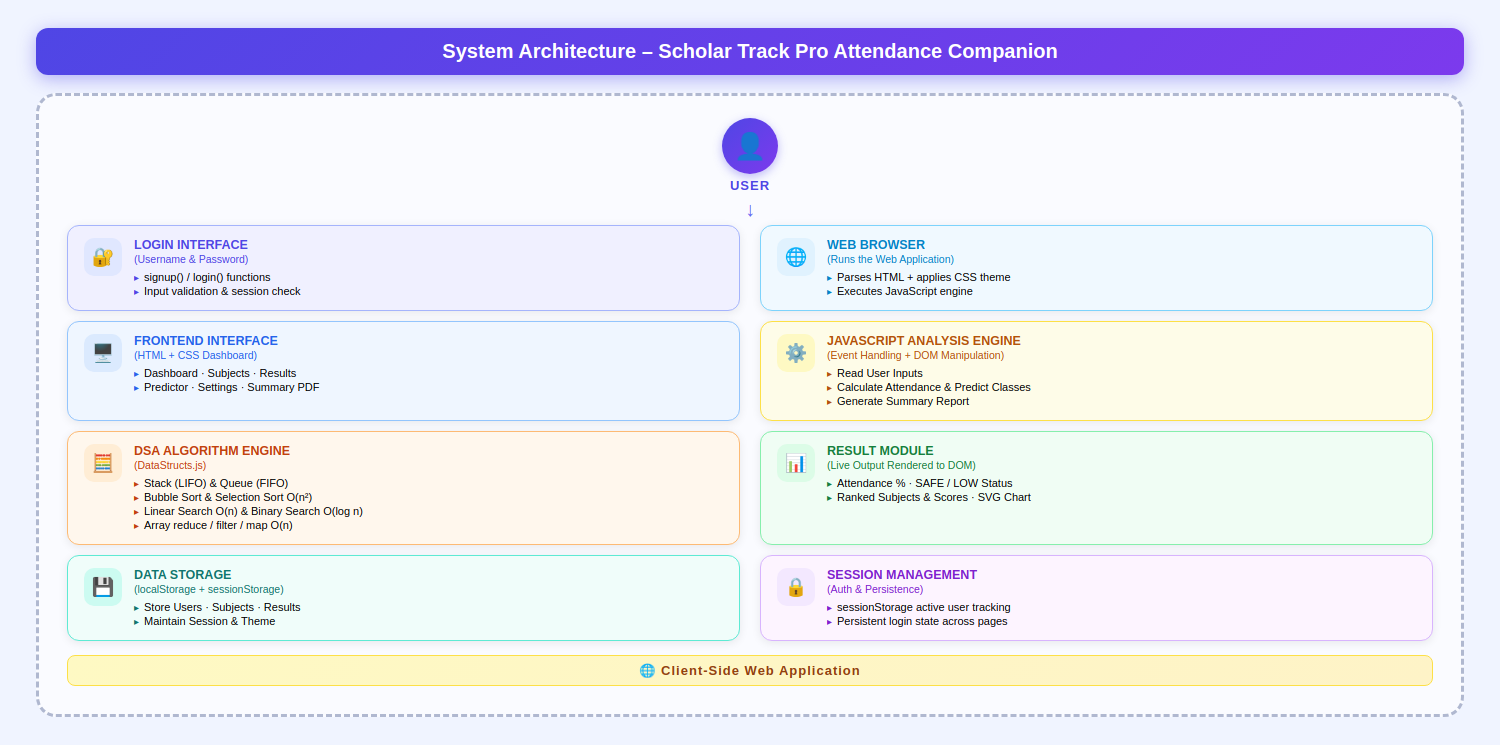 System Architecture – Scholar Track Pro Attendance Companion
USER
↓
LOGIN INTERFACE
(Username & Password)
▸ signup() / login() functions
▸ Input validation & session check
WEB BROWSER
(Runs the Web Application)
▸ Parses HTML + applies CSS theme
▸ Executes JavaScript engine
FRONTEND INTERFACE
(HTML + CSS Dashboard)
▸ Dashboard · Subjects · Results
▸ Predictor · Settings · Summary PDF
JAVASCRIPT ANALYSIS ENGINE
(Event Handling + DOM Manipulation)
▸ Read User Inputs
▸ Calculate Attendance & Predict Classes
▸ Generate Summary Report
DSA ALGORITHM ENGINE
(DataStructs.js)
▸ Stack (LIFO) & Queue (FIFO)
▸ Bubble Sort & Selection Sort O(n²)
▸ Linear Search O(n) & Binary Search O(log n)
▸ Array reduce / filter / map O(n)
RESULT MODULE
(Live Output Rendered to DOM)
▸ Attendance % · SAFE / LOW Status
▸ Ranked Subjects & Scores · SVG Chart
DATA STORAGE
(localStorage + sessionStorage)
▸ Store Users · Subjects · Results
▸ Maintain Session & Theme
SESSION MANAGEMENT
(Auth & Persistence)
▸ sessionStorage active user tracking
▸ Persistent login state across pages
🌐 Client-Side Web Application